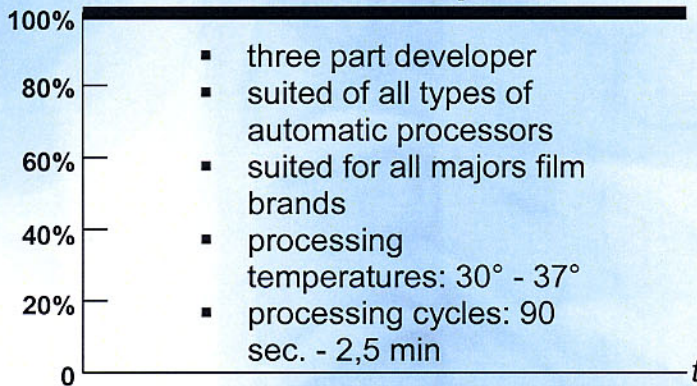 100%
▪ three part developer
80%
▪ suited of all types of
automatic processors
60%
▪ suited for all majors film
brands
40%
▪ processing
temperatures: 30° - 37°
20%
▪ processing cycles: 90
sec. - 2,5 min
0
t